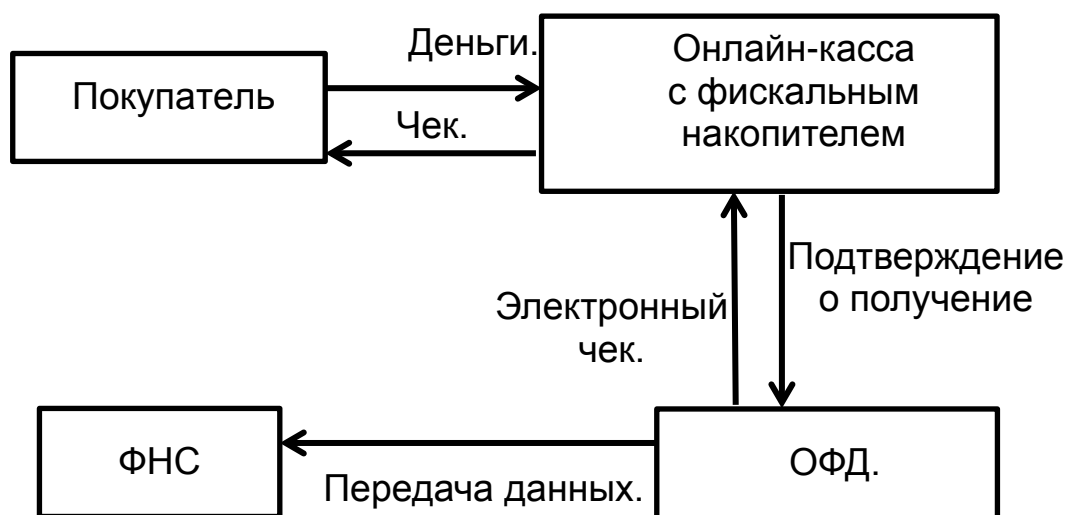 Деньги.
Покупатель
Онлайн-касса
с фискальным
накопителем
Чек.
Подтверждение
о получение
Электронный
чек.
ФНС
ОФД.
Передача данных.